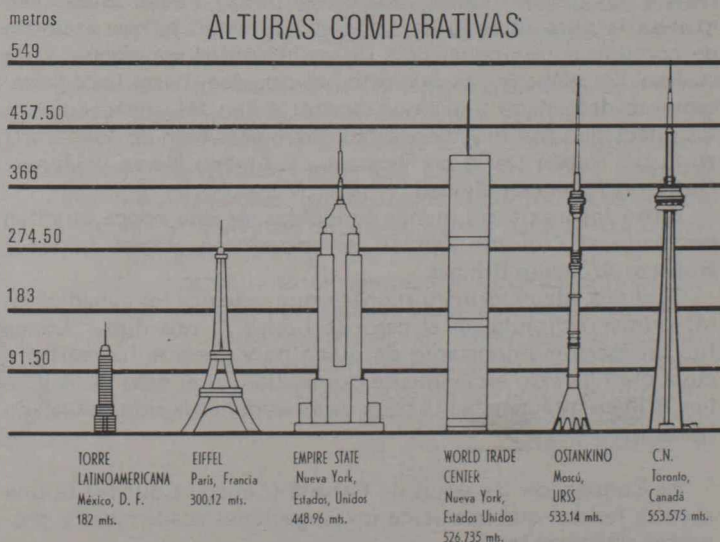 ALTURAS COMPARATIVAS
metros
549
457.50
366
274.50
183
91.50
TORRE
LATINOAMERICANA
México, D. F.
182 mts.
EIFFEL
París, Francia
300.12 mts.
EMPIRE STATE
Nueva York,
Estados, Unidos
448.96 mts.
WORLD TRADE
CENTER
Nueva York,
Estados Unidos
526.735 mts.
OSTANKINO
Moscú,
URSS
533.14 mts.
C.N.
Toronto,
Canadá
553.575 mts.